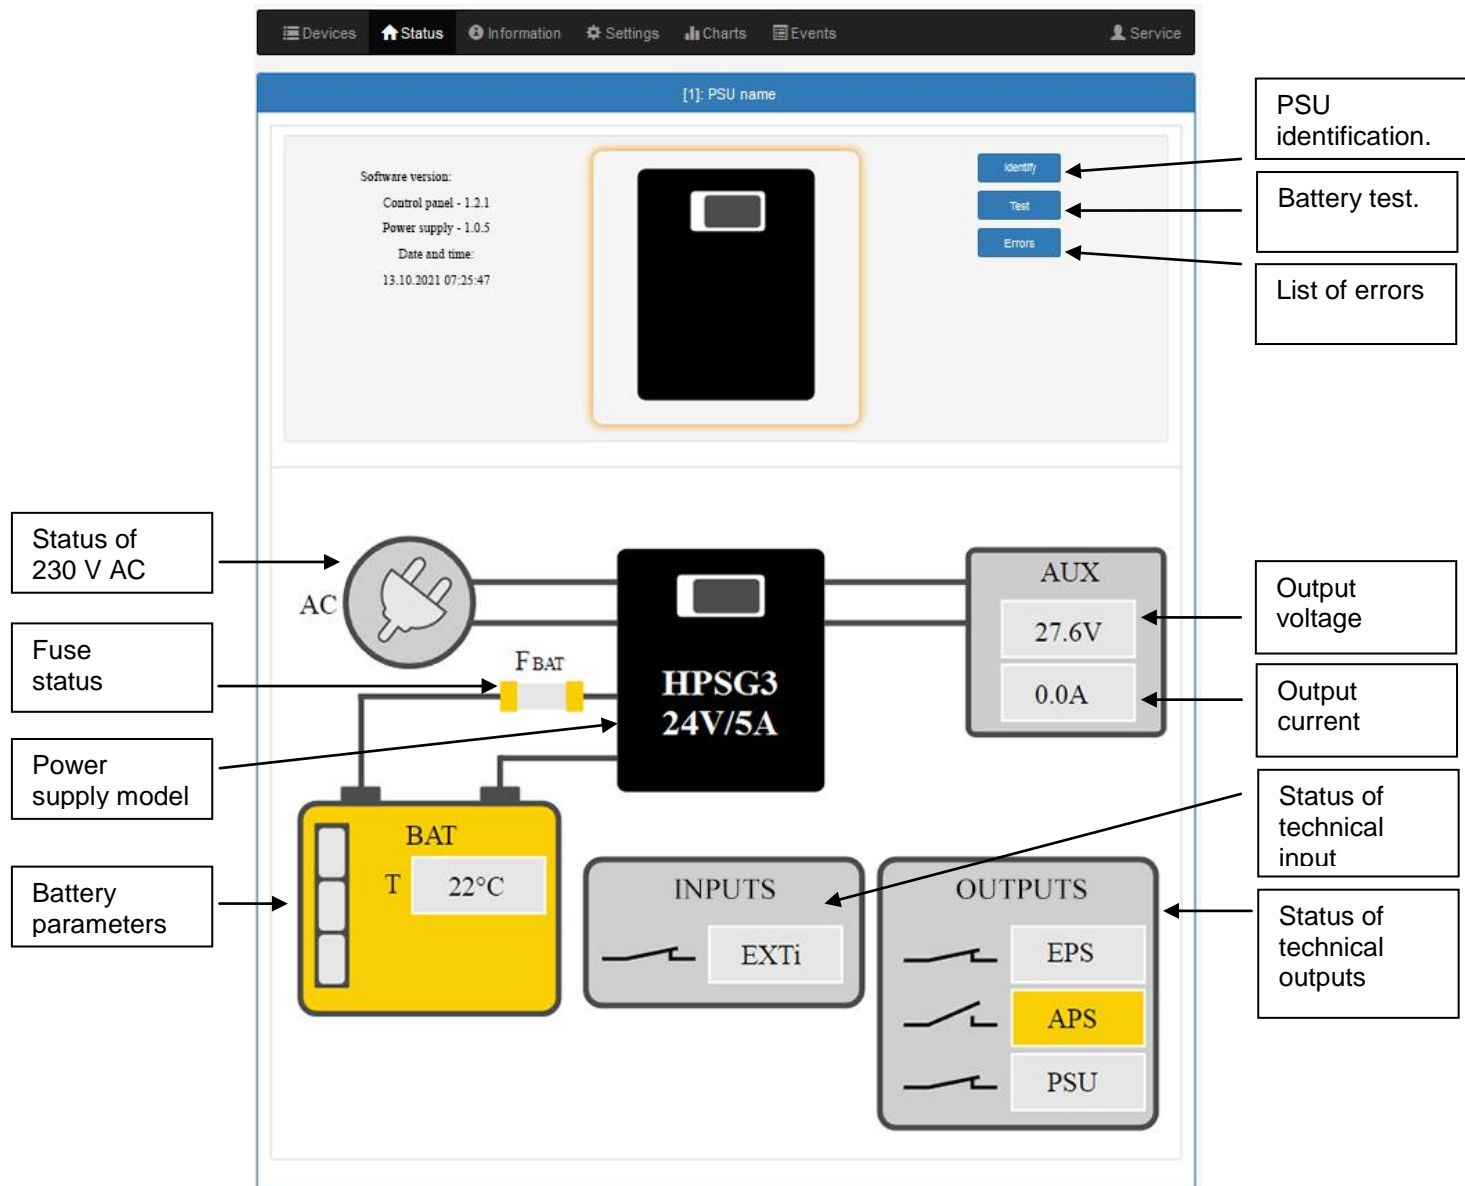 Devices Status Information Settings Charts Events Service
[1]: PSU name
Software version:
Control panel - 1.2.1
Power supply - 1.0.5
Date and time:
13.10.2021 07:25:47
Identify
Test
Errors
PSU
identification.
Battery test.
List of errors
Status of
230 V AC
Fuse
status
Power
supply model
Battery
parameters
AC
F BAT
HPSG3
24V/5A
AUX
27.6V
0.0A
BAT
T 22°C
INPUTS
EXTi
OUTPUTS
EPS
APS
PSU
Output
voltage
Output
current
Status of
technical
input
Status of
technical
outputs